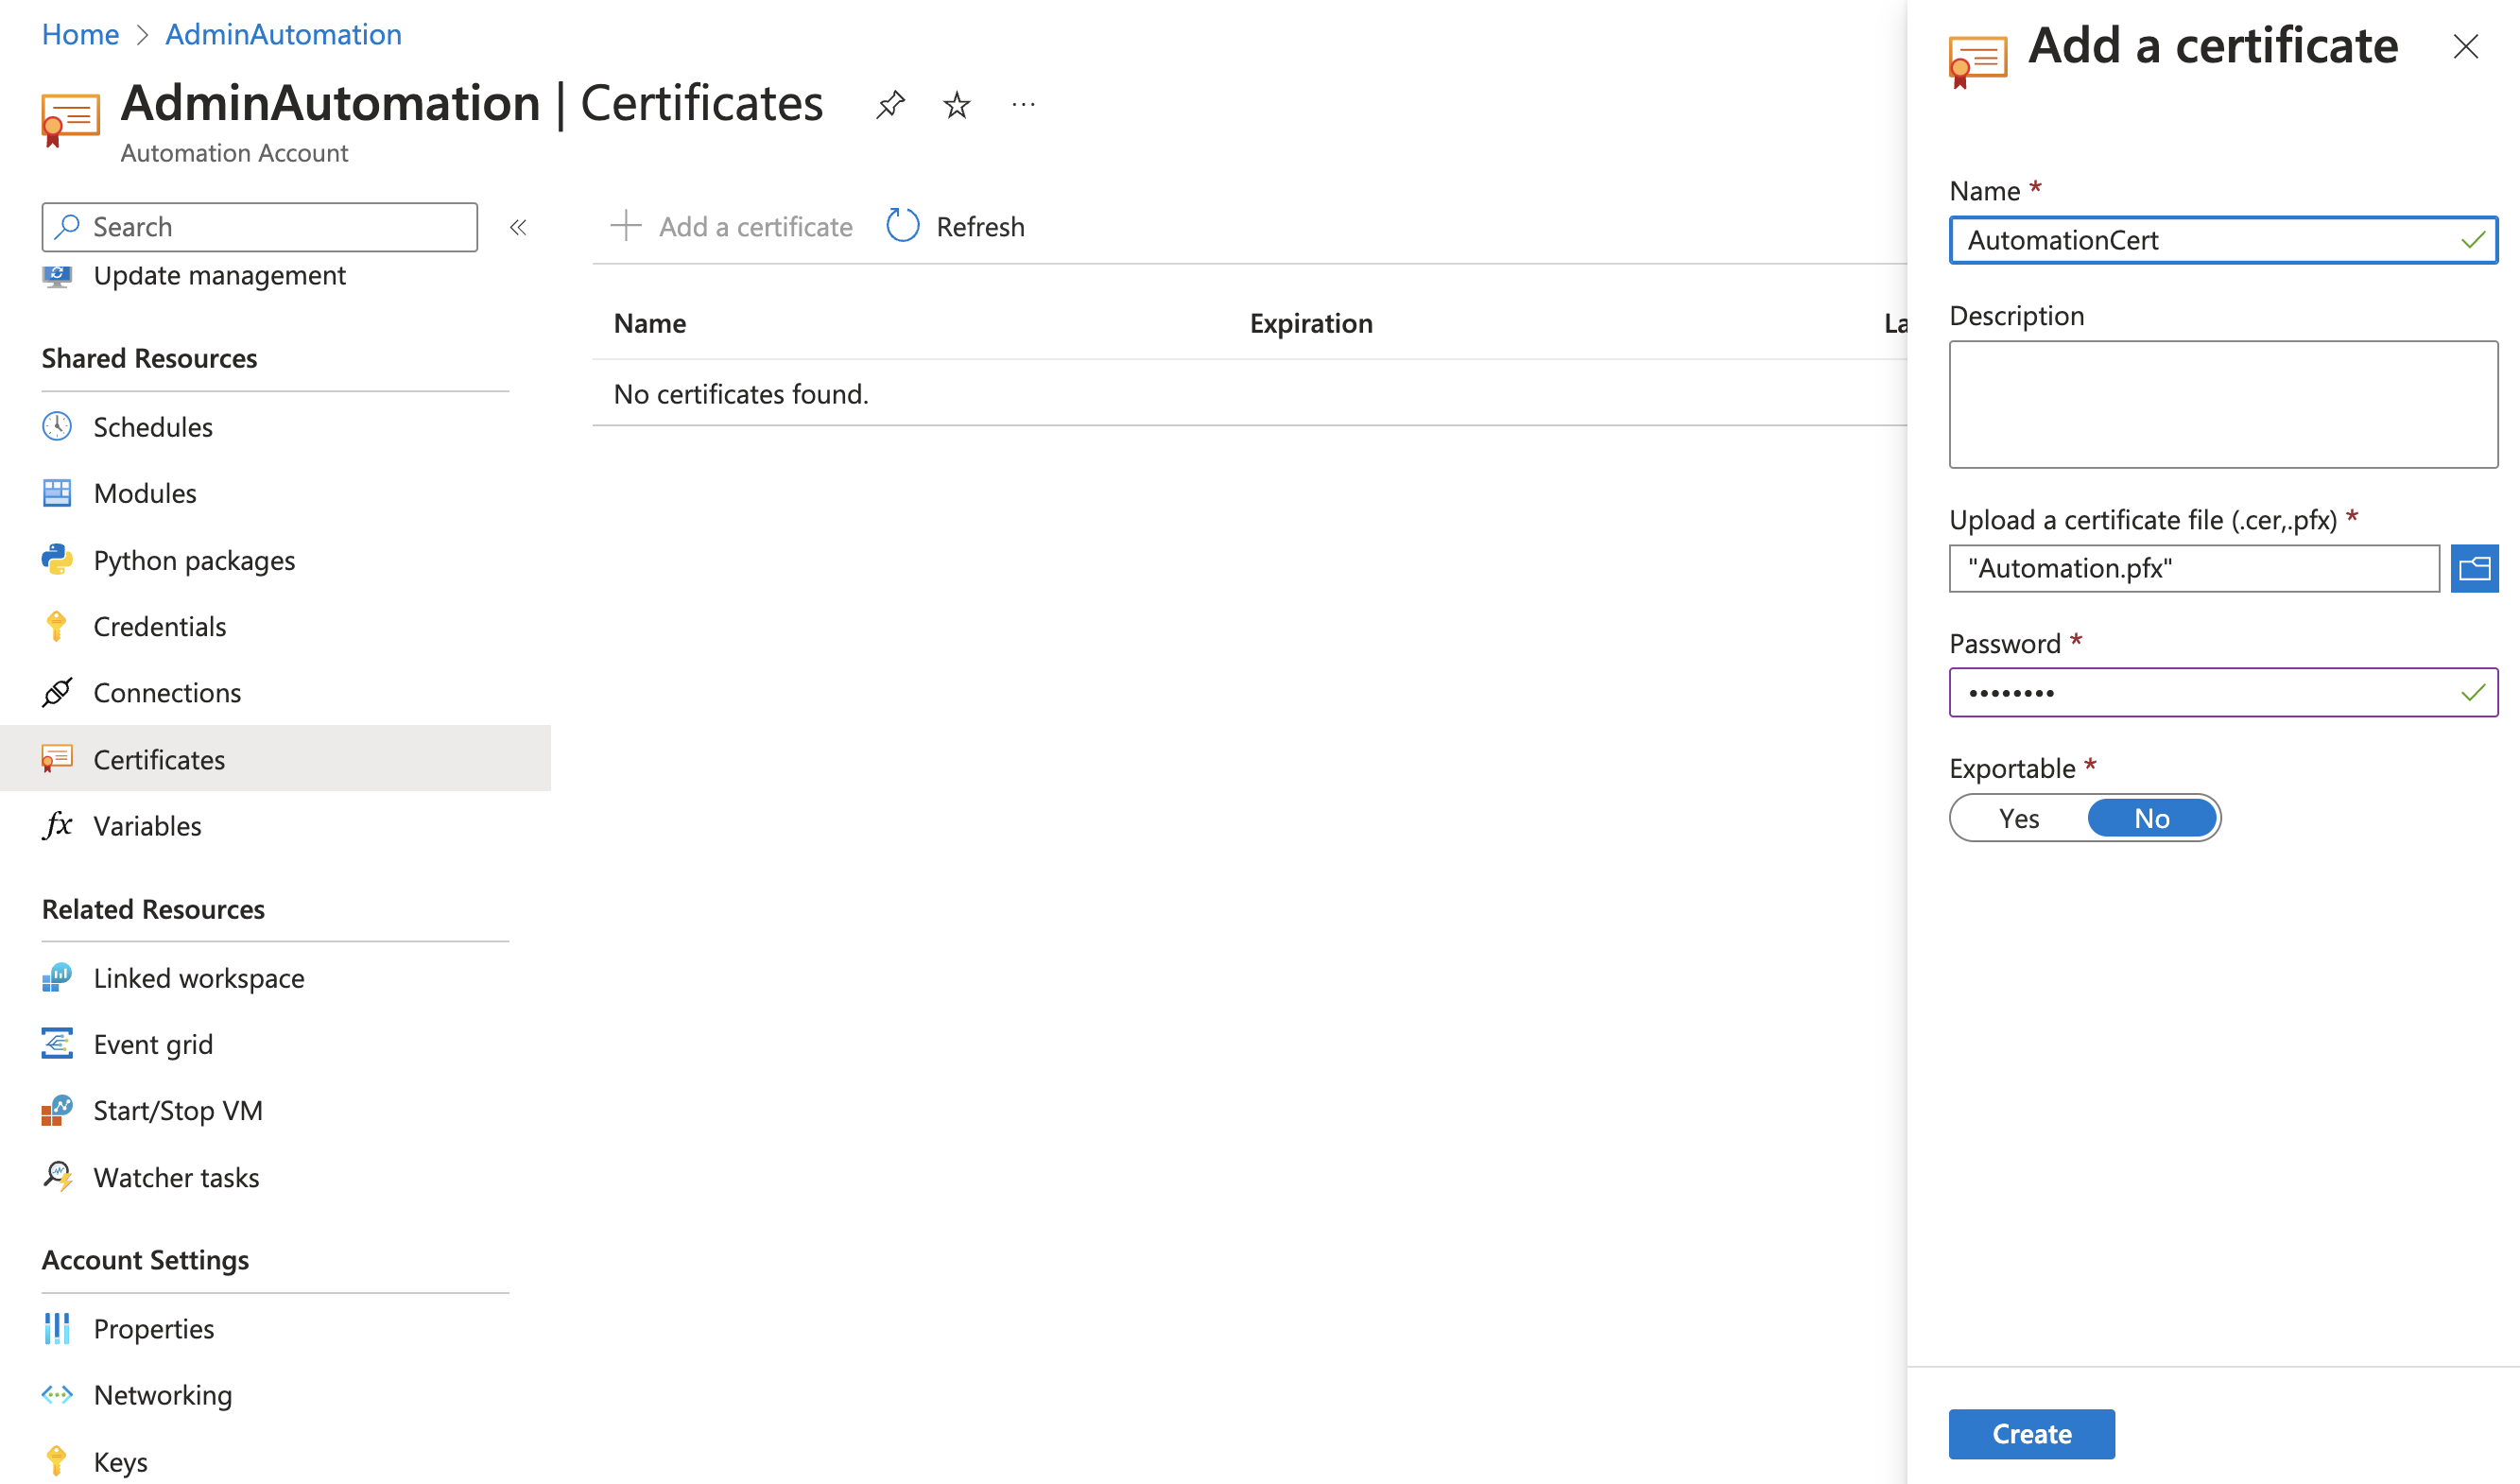 Home > AdminAutomation
AdminAutomation | Certificates
Automation Account
Search
«
Update management
Shared Resources
Schedules
Modules
Python packages
Credentials
Connections
Certificates
fx Variables
Related Resources
Linked workspace
Event grid
Start/Stop VM
Watcher tasks
Account Settings
Properties
Networking
Keys
Add a certificate
Refresh
Name Expiration La
No certificates found.
Add a certificate
Name *
AutomationCert
Description
Upload a certificate file (.cer,.pfx) *
"Automation.pfx"
Password *
••••••••
Exportable *
Yes No
Create